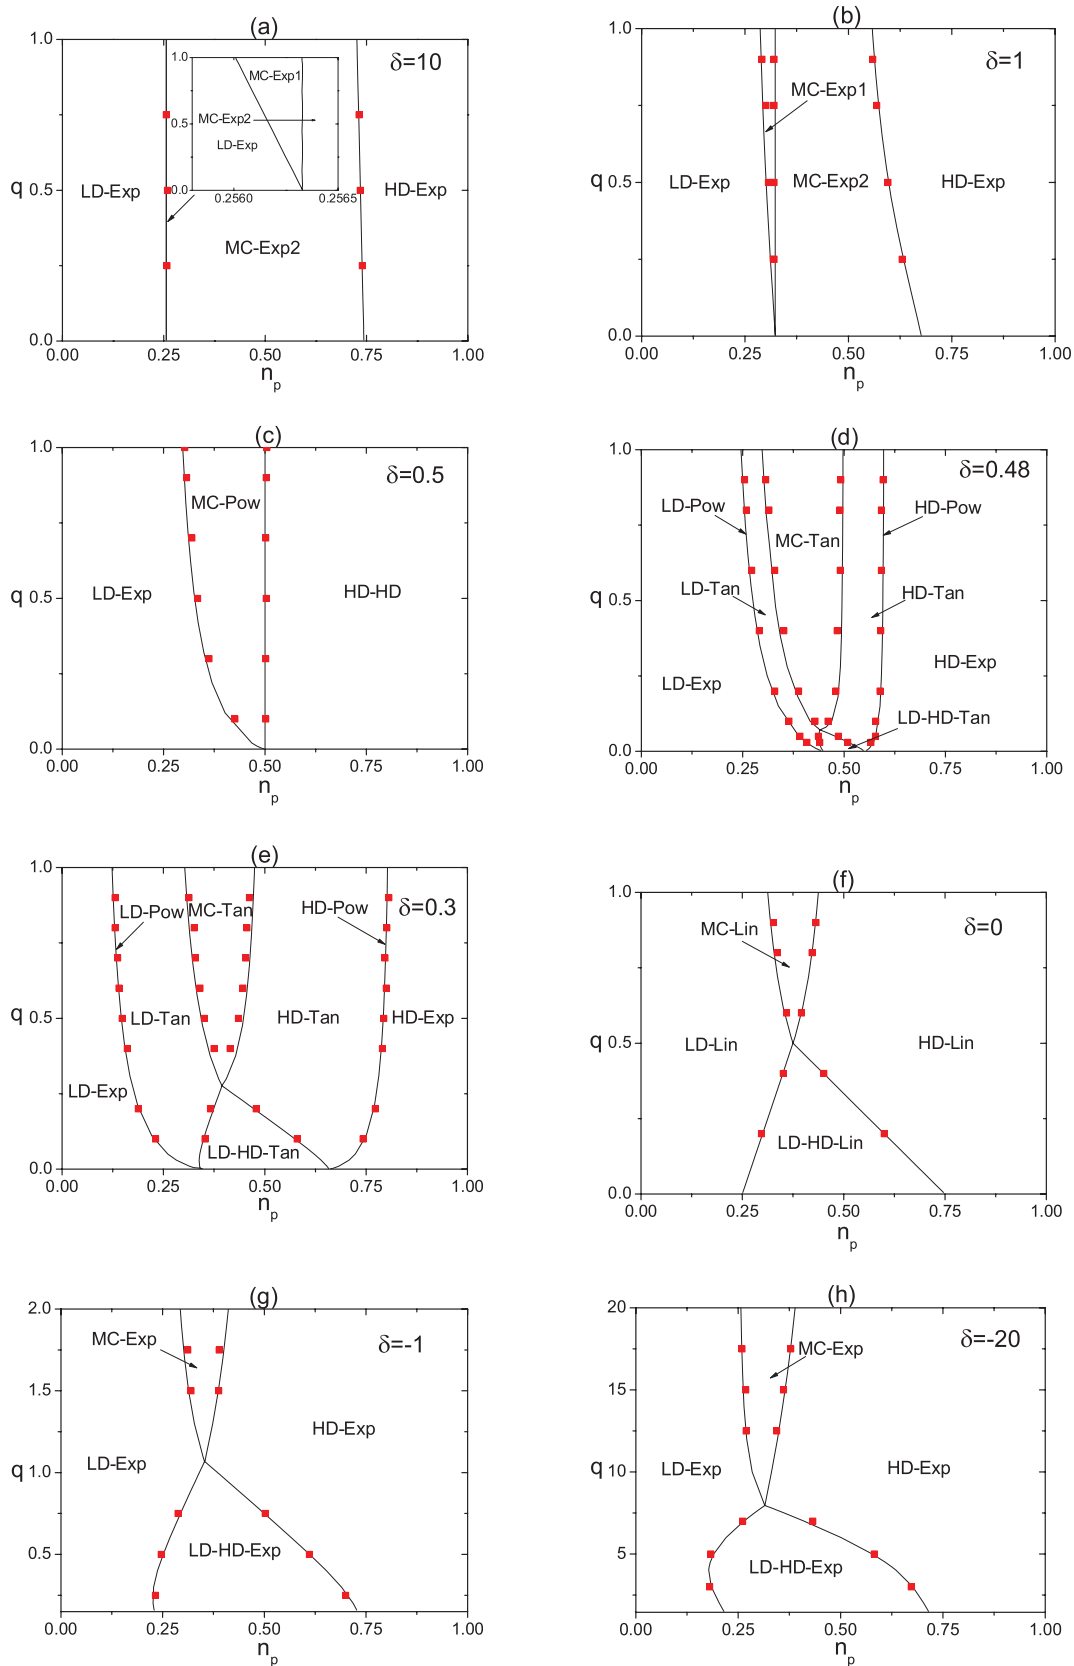 (a)
1.0
δ=10
1.0
MC-Exp1
MC-Exp2
0.5
LD-Exp
0.0
0.2560
0.2565
q
0.5
LD-Exp
HD-Exp
MC-Exp2
0.0
0.00
0.25
0.50
0.75
1.00
n_p
(b)
1.0
δ=1
MC-Exp1
q
0.5
LD-Exp
MC-Exp2
HD-Exp
0.0
0.00
0.25
0.50
0.75
1.00
n_p
(c)
1.0
δ=0.5
MC-Pow
q
0.5
LD-Exp
HD-HD
0.0
0.00
0.25
0.50
0.75
1.00
n_p
(d)
1.0
δ=0.48
LD-Pow
HD-Pow
MC-Tan
LD-Tan
HD-Tan
q
0.5
HD-Exp
LD-Exp
LD-HD-Tan
0.0
0.00
0.25
0.50
0.75
1.00
n_p
(e)
1.0
LD-Pow
MC-Tan
HD-Pow
δ=0.3
q
0.5
LD-Tan
HD-Tan
HD-Exp
LD-Exp
LD-HD-Tan
0.0
0.00
0.25
0.50
0.75
1.00
n_p
(f)
1.0
MC-Lin
δ=0
q
0.5
LD-Lin
HD-Lin
LD-HD-Lin
0.0
0.00
0.25
0.50
0.75
1.00
n_p
(g)
2.0
MC-Exp
δ=-1
1.5
HD-Exp
LD-Exp
q
1.0
LD-HD-Exp
0.5
0.00
0.25
0.50
0.75
1.00
n_p
(h)
20
MC-Exp
δ=-20
15
LD-Exp
HD-Exp
q
10
LD-HD-Exp
5
0.00
0.25
0.50
0.75
1.00
n_p